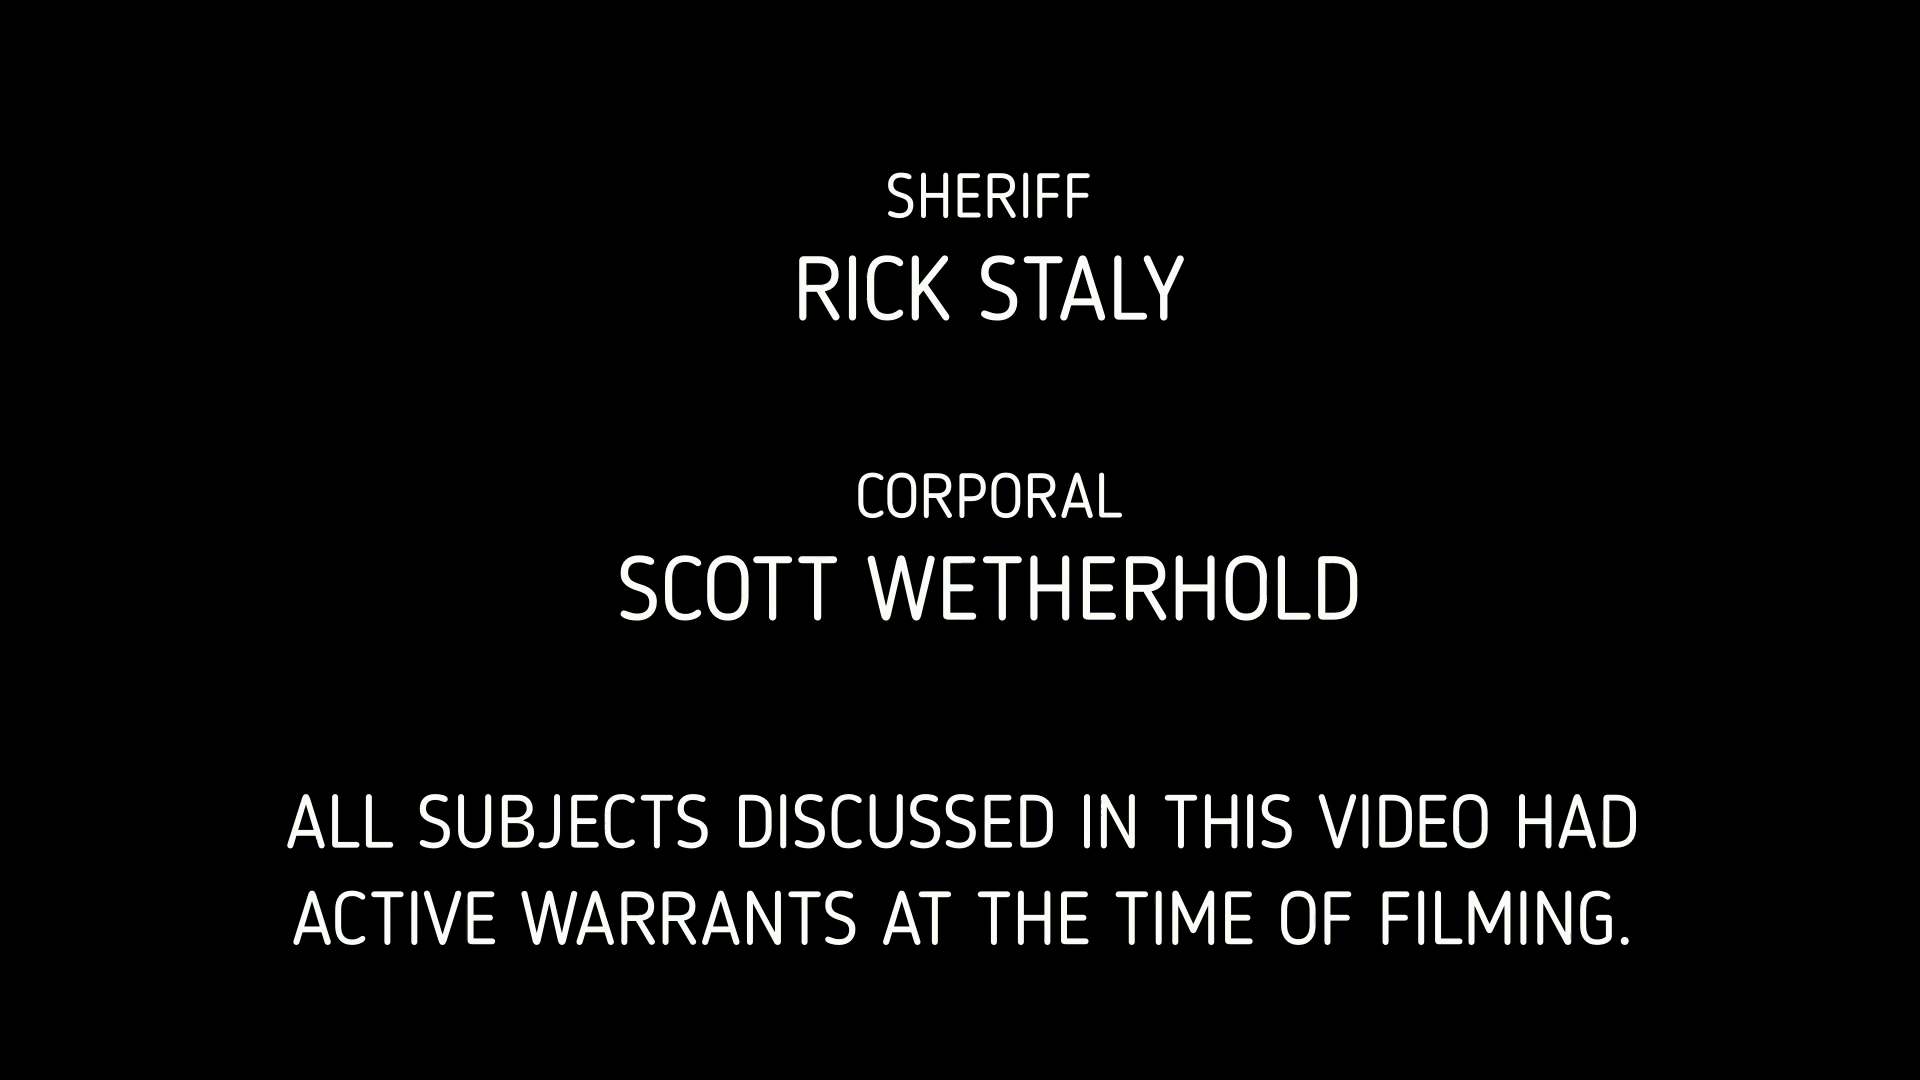 SHERIFF
RICK STALY
CORPORAL
SCOTT WETHERHOLD
ALL SUBJECTS DISCUSSED IN THIS VIDEO HAD
ACTIVE WARRANTS AT THE TIME OF FILMING.